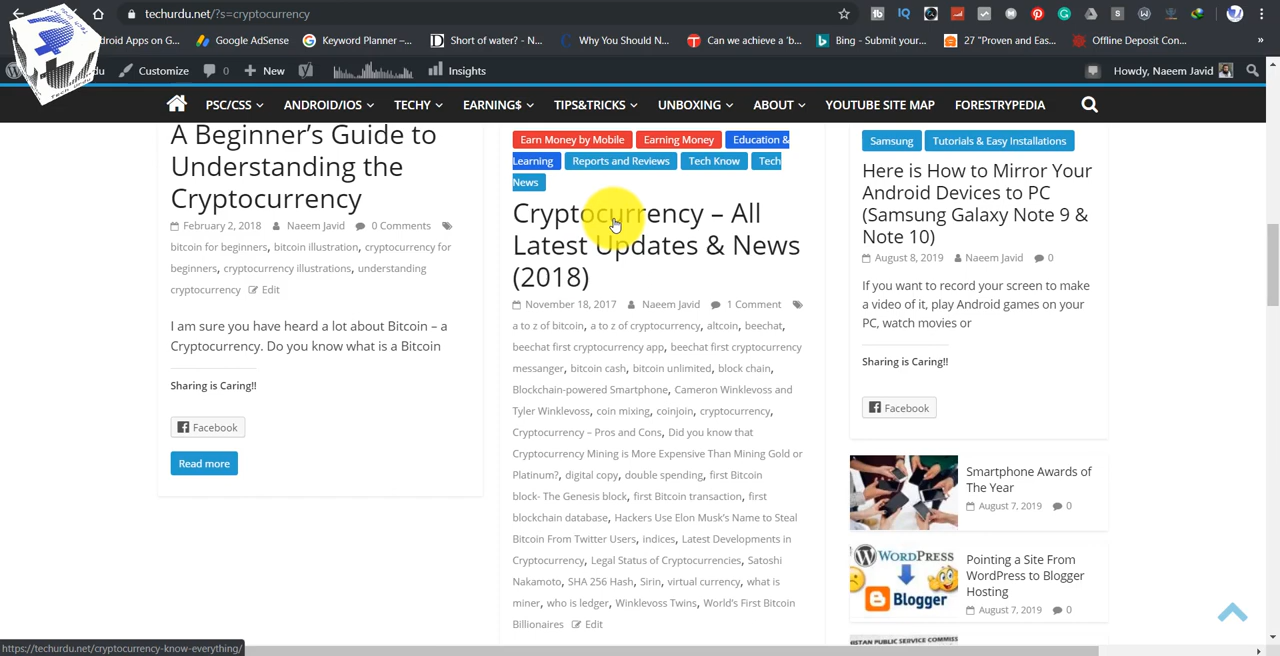 techurdu.net/?s=cryptocurrency
droid Apps on G...
Google AdSense
Keyword Planner –...
Short of water? - N...
Why You Should N...
Can we achieve a 'b...
Bing - Submit your...
27 "Proven and Eas...
Offline Deposit Con...
»
du
Customize
0
New
Insights
Howdy, Naeem Javid
Tech Urdu
PSC/CSS
ANDROID/IOS
TECHY
EARNING$
TIPS&TRICKS
UNBOXING
ABOUT
YOUTUBE SITE MAP
FORESTRYPEDIA
A Beginner's Guide to
Understanding the
Cryptocurrency
February 2, 2018 Naeem Javid 0 Comments
bitcoin for beginners, bitcoin illustration, cryptocurrency for
beginners, cryptocurrency illustrations, understanding
cryptocurrency Edit
I am sure you have heard a lot about Bitcoin – a
Cryptocurrency. Do you know what is a Bitcoin
Sharing is Caring!!
Facebook
Read more
Earn Money by Mobile Earning Money Education &
Learning Reports and Reviews Tech Know Tech
News
Cryptocurrency – All
Latest Updates & News
(2018)
November 18, 2017 Naeem Javid 1 Comment
a to z of bitcoin, a to z of cryptocurrency, altcoin, beechat,
beechat first cryptocurrency app, beechat first cryptocurrency
messanger, bitcoin cash, bitcoin unlimited, block chain,
Blockchain-powered Smartphone, Cameron Winklevoss and
Tyler Winklevoss, coin mixing, coinjoin, cryptocurrency,
Cryptocurrency – Pros and Cons, Did you know that
Cryptocurrency Mining is More Expensive Than Mining Gold or
Platinum?, digital copy, double spending, first Bitcoin
block- The Genesis block, first Bitcoin transaction, first
blockchain database, Hackers Use Elon Musk's Name to Steal
Bitcoin From Twitter Users, indices, Latest Developments in
Cryptocurrency, Legal Status of Cryptocurrencies, Satoshi
Nakamoto, SHA 256 Hash, Sirin, virtual currency, what is
miner, who is ledger, Winklevoss Twins, World's First Bitcoin
Billionaires Edit
Samsung Tutorials & Easy Installations
Here is How to Mirror Your
Android Devices to PC
(Samsung Galaxy Note 9 &
Note 10)
August 8, 2019 Naeem Javid 0
If you want to record your screen to make
a video of it, play Android games on your
PC, watch movies or
Sharing is Caring!!
Facebook
Smartphone Awards of
The Year
August 7, 2019 0
WORDPRESS
Blogger
Pointing a Site From
WordPress to Blogger
Hosting
August 7, 2019 0
ISTAN PUBLIC SERVICE COMMISS
https://techurdu.net/cryptocurrency-know-everything/